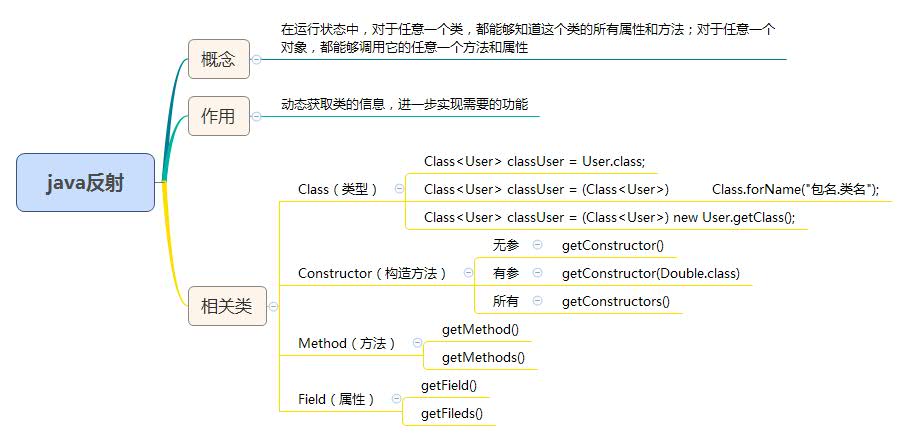 java反射
概念
在运行状态中，对于任意一个类，都能够知道这个类的所有属性和方法；对于任意一个
对象，都能够调用它的任意一个方法和属性
作用
动态获取类的信息，进一步实现需要的功能
相关类
Class（类型）
Class<User> classUser = User.class;
Class<User> classUser = (Class<User>) Class.forName("包名.类名");
Class<User> classUser = (Class<User>) new User.getClass();
Constructor（构造方法）
无参 getConstructor()
有参 getConstructor(Double.class)
所有 getConstructors()
Method（方法）
getMethod()
getMethods()
Field（属性）
getField()
getFileds()